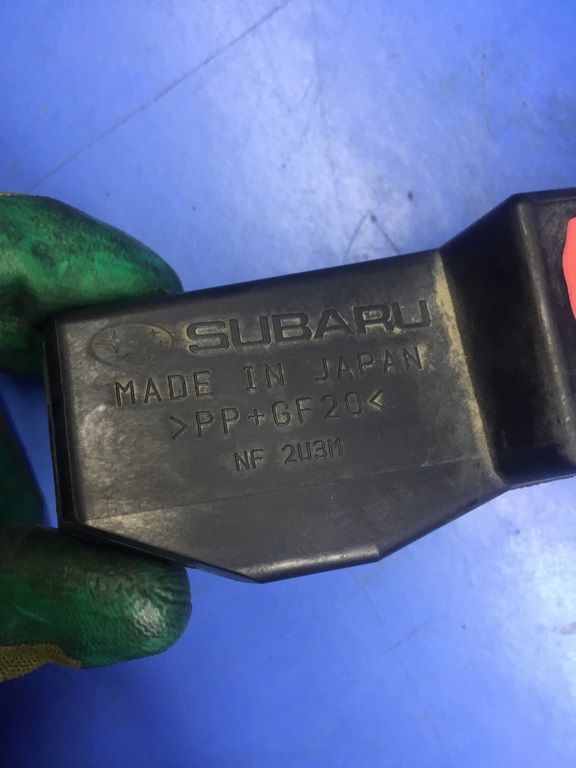 SUBARU
MADE IN JAPAN
>PP+GF20<
NF 2U3M